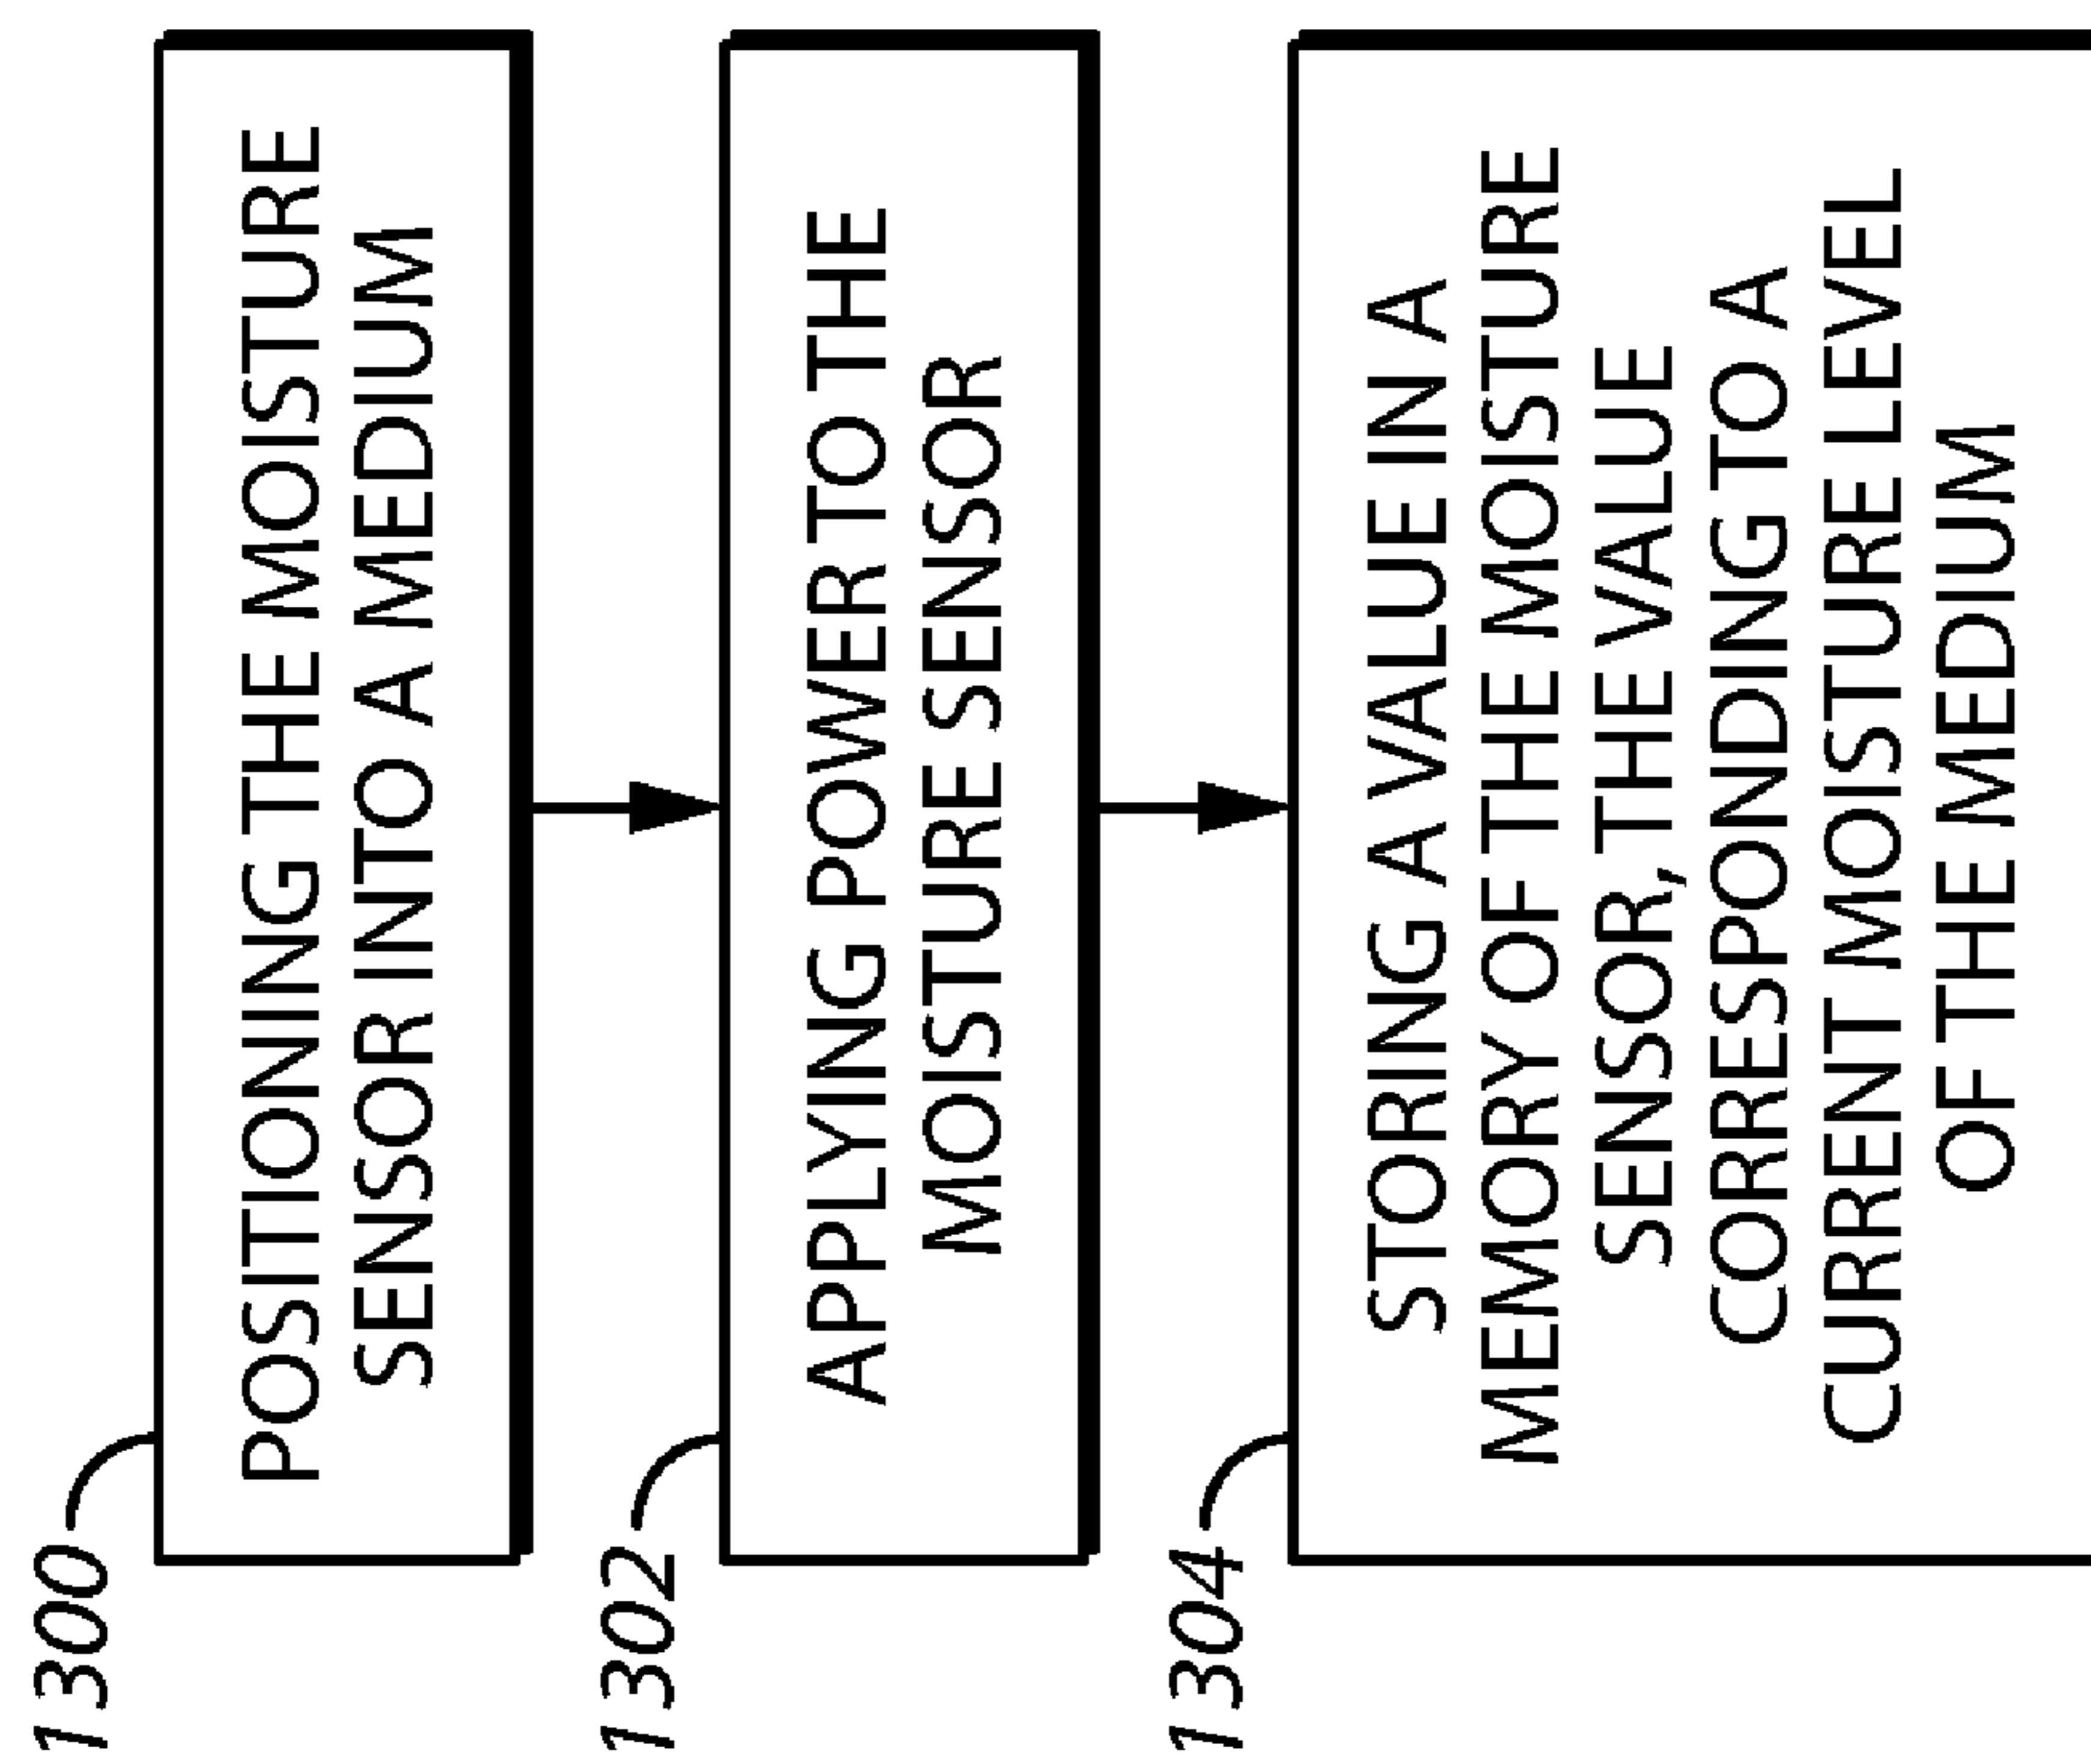 1300
POSITIONING THE MOISTURE
SENSOR INTO A MEDIUM
1302
APPLYING POWER TO THE
MOISTURE SENSOR
1304
STORING A VALUE IN A
MEMORY OF THE MOISTURE
SENSOR, THE VALUE
CORRESPONDING TO A
CURRENT MOISTURE LEVEL
OF THE MEDIUM